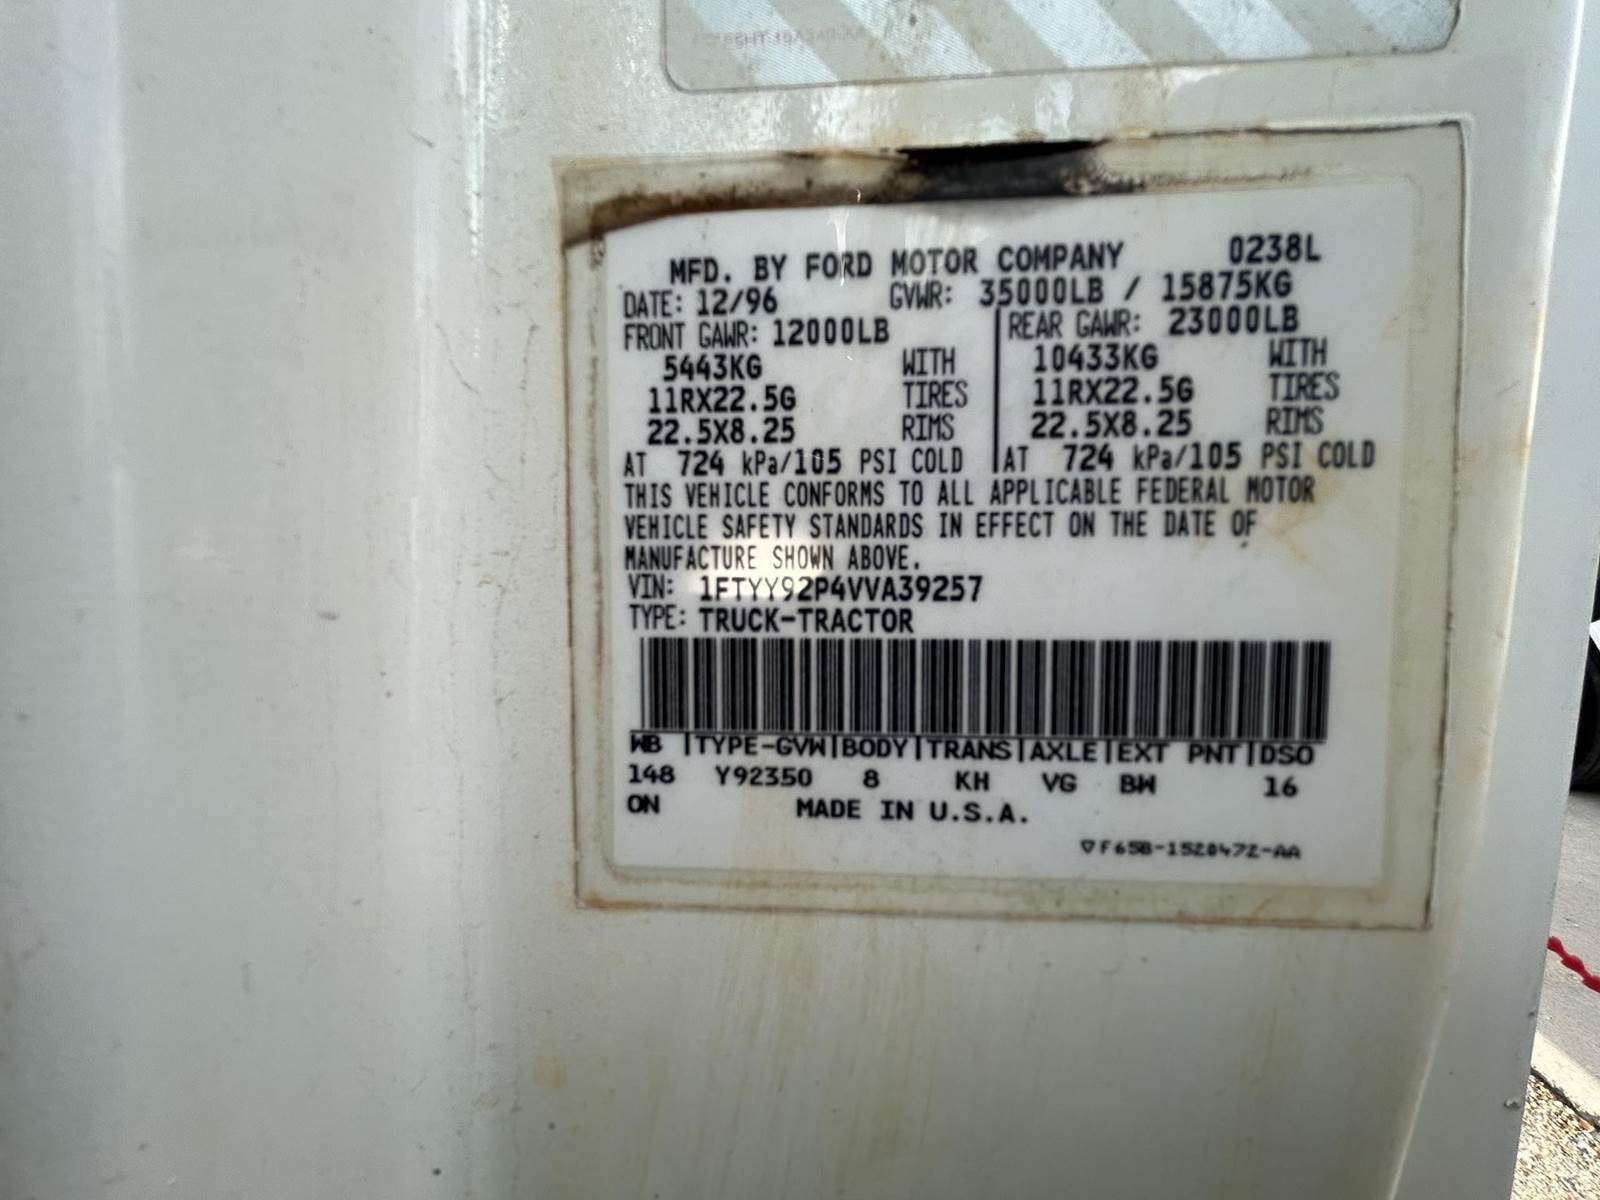 MFD. BY FORD MOTOR COMPANY 0238L
DATE: 12/96 GVWR: 35000LB / 15875KG
FRONT GAWR: 12000LB REAR GAWR: 23000LB
5443KG WITH 10433KG WITH
11RX22.5G TIRES 11RX22.5G TIRES
22.5X8.25 RIMS 22.5X8.25 RIMS
AT 724 kPa/105 PSI COLD AT 724 kPa/105 PSI COLD
THIS VEHICLE CONFORMS TO ALL APPLICABLE FEDERAL MOTOR
VEHICLE SAFETY STANDARDS IN EFFECT ON THE DATE OF
MANUFACTURE SHOWN ABOVE.
VIN: 1FTYY92P4VVA39257
TYPE: TRUCK-TRACTOR
WB |TYPE-GVW|BODY|TRANS|AXLE|EXT PNT|DSO
148 Y92350 8 KH VG BW 16
ON MADE IN U.S.A.
▽F65B-1520472-AA